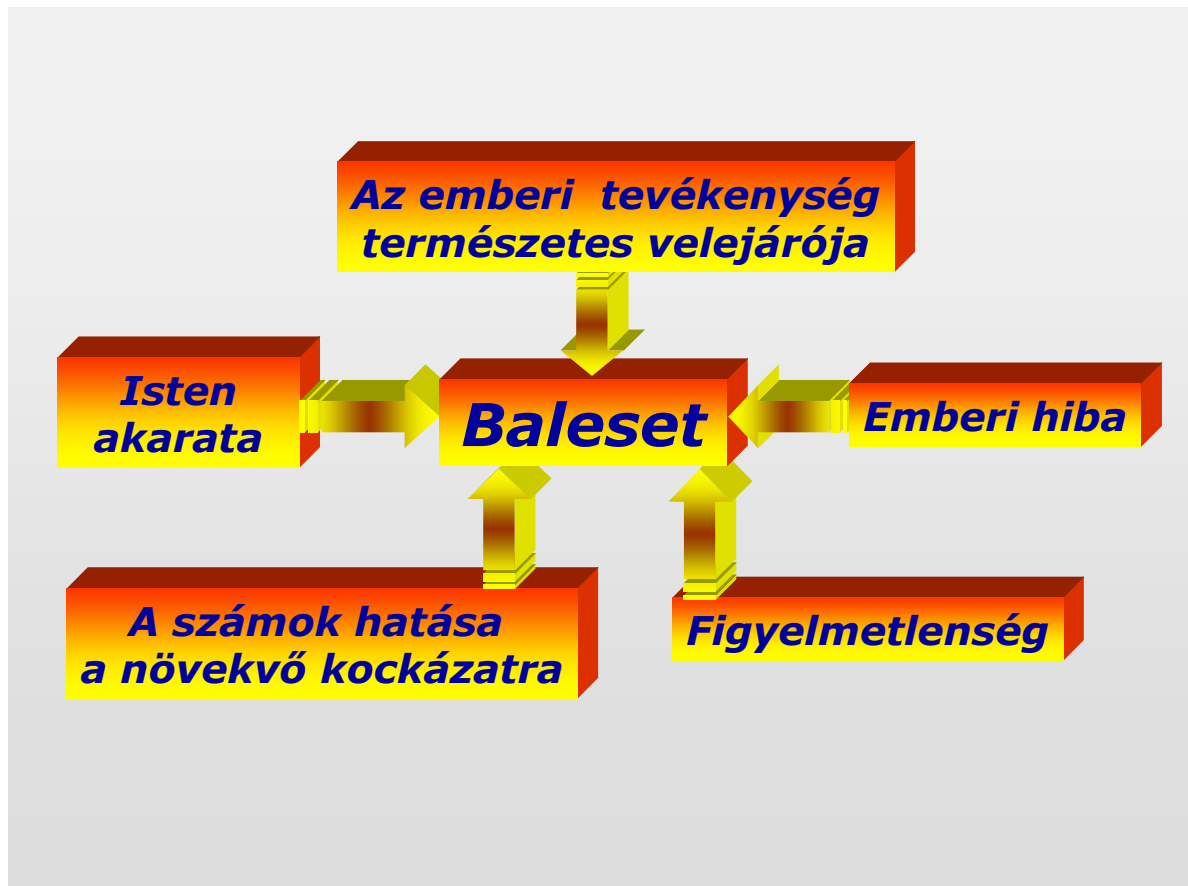 Az emberi tevékenység
természetes velejárója
Isten
akarata
Baleset
Emberi hiba
A számok hatása
a növekvő kockázatra
Figyelmetlenség